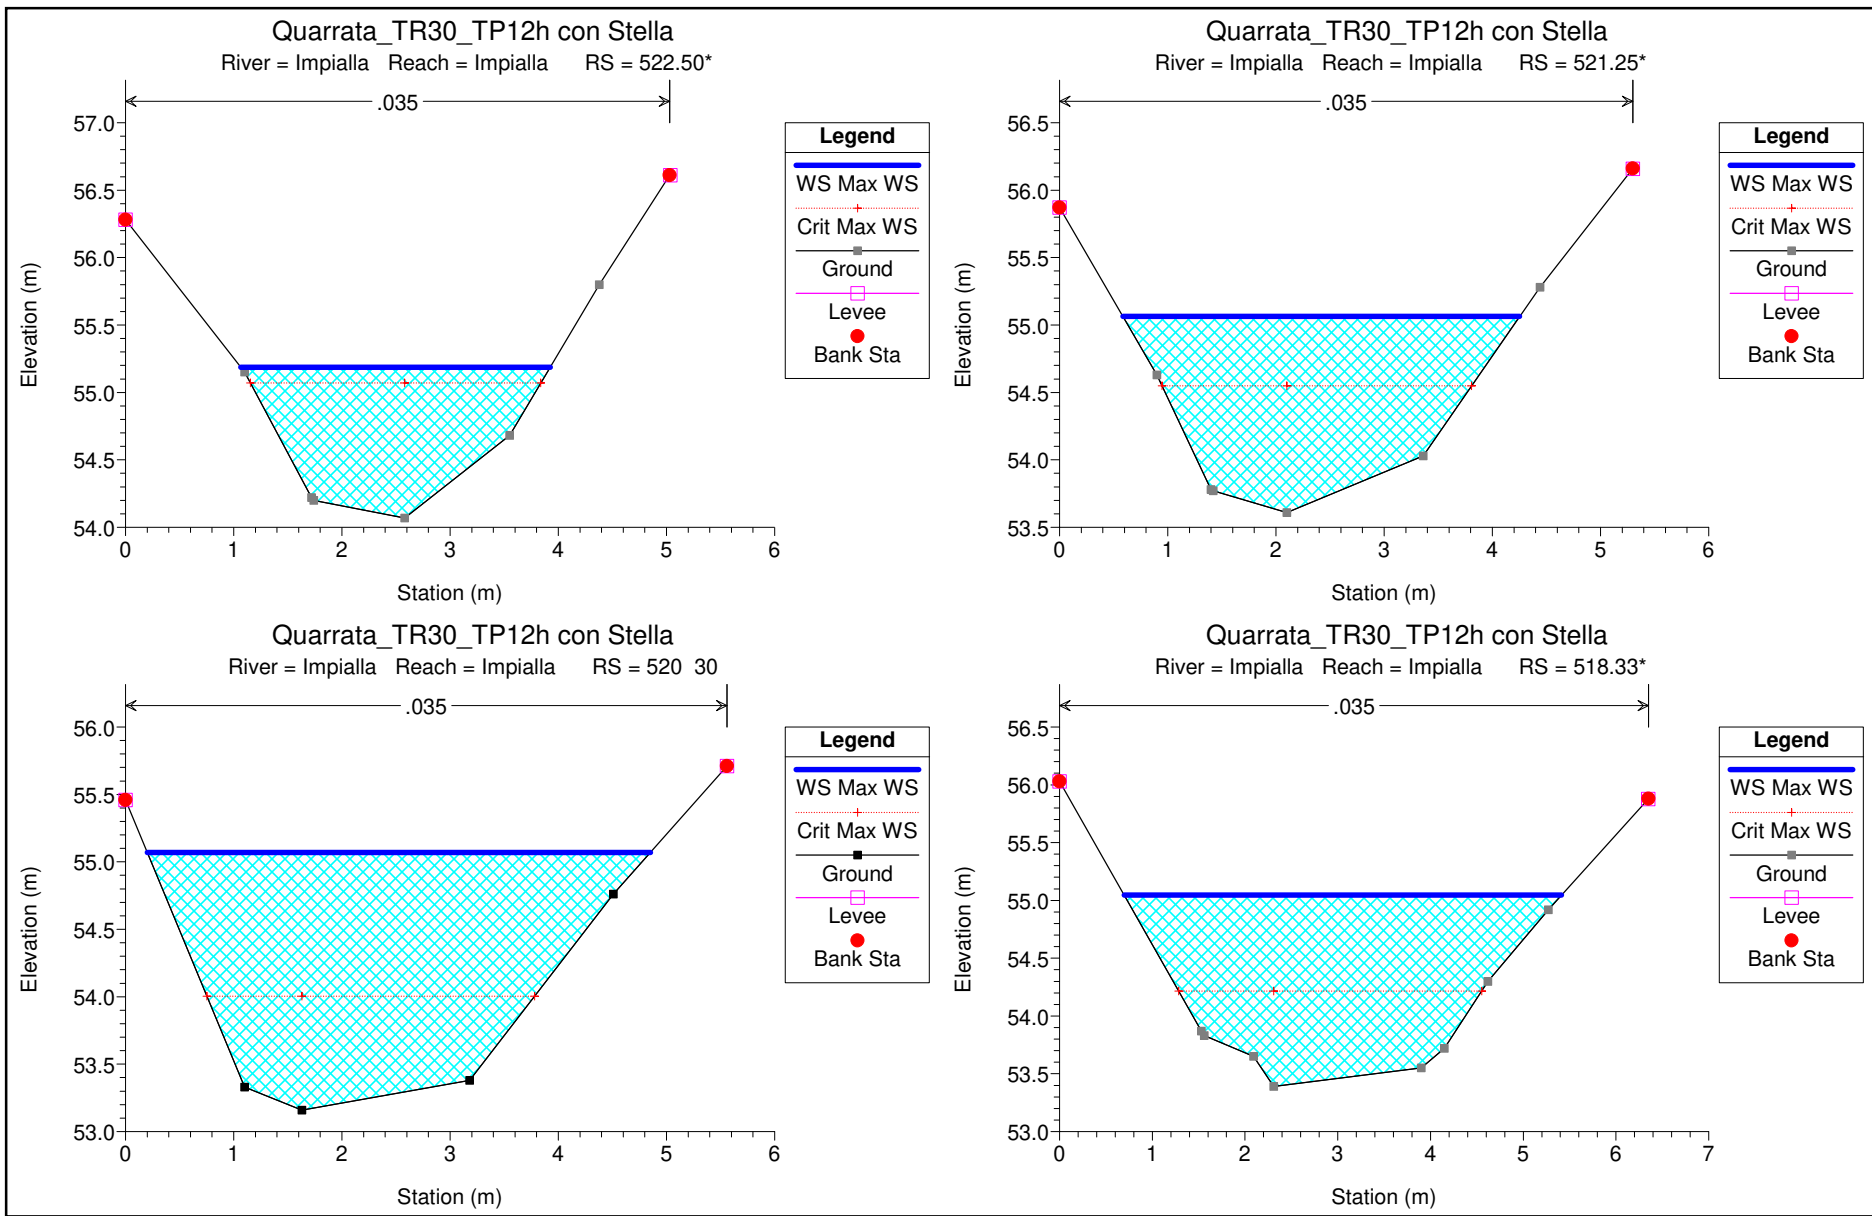 Quarrata_TR30_TP12h con Stella
River = Impialla   Reach = Impialla      RS = 522.50*
.035
57.0
56.5
56.0
55.5
55.0
54.5
54.0
0 1 2 3 4 5 6
Elevation (m)
Station (m)
Legend
WS Max WS
Crit Max WS
Ground
Levee
Bank Sta
Quarrata_TR30_TP12h con Stella
River = Impialla   Reach = Impialla      RS = 521.25*
.035
56.5
56.0
55.5
55.0
54.5
54.0
53.5
0 1 2 3 4 5 6
Elevation (m)
Station (m)
Legend
WS Max WS
Crit Max WS
Ground
Levee
Bank Sta
Quarrata_TR30_TP12h con Stella
River = Impialla   Reach = Impialla      RS = 520  30
.035
56.0
55.5
55.0
54.5
54.0
53.5
53.0
0 1 2 3 4 5 6
Elevation (m)
Station (m)
Legend
WS Max WS
Crit Max WS
Ground
Levee
Bank Sta
Quarrata_TR30_TP12h con Stella
River = Impialla   Reach = Impialla      RS = 518.33*
.035
56.5
56.0
55.5
55.0
54.5
54.0
53.5
53.0
0 1 2 3 4 5 6 7
Elevation (m)
Station (m)
Legend
WS Max WS
Crit Max WS
Ground
Levee
Bank Sta